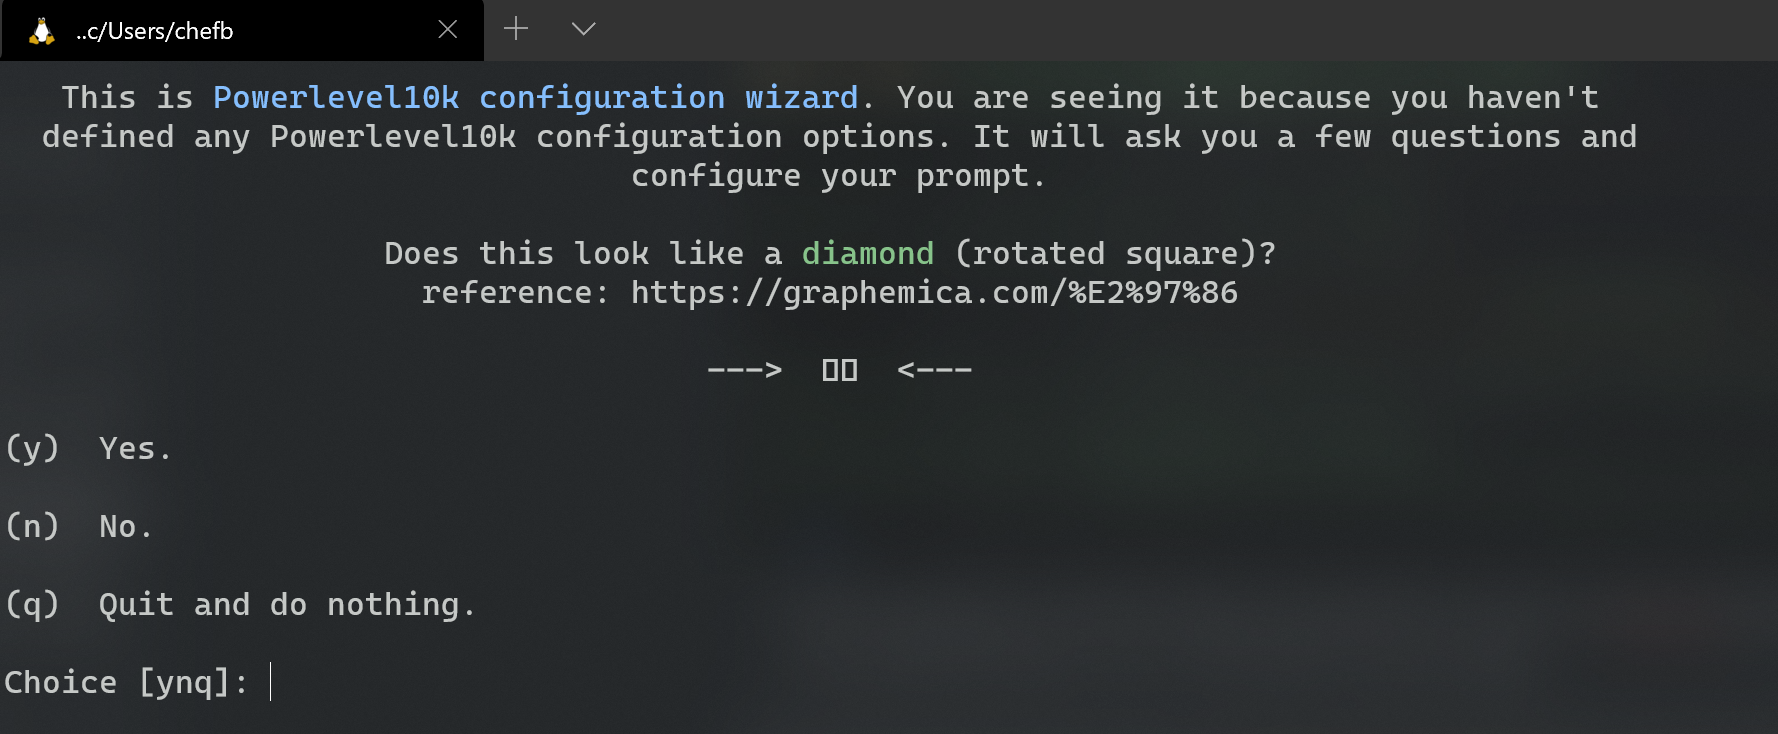 ..c/Users/chefb
This is Powerlevel10k configuration wizard. You are seeing it because you haven't
defined any Powerlevel10k configuration options. It will ask you a few questions and
configure your prompt.
Does this look like a diamond (rotated square)?
reference: https://graphemica.com/%E2%97%86
---> ▯▯ <---
(y) Yes.
(n) No.
(q) Quit and do nothing.
Choice [ynq]: